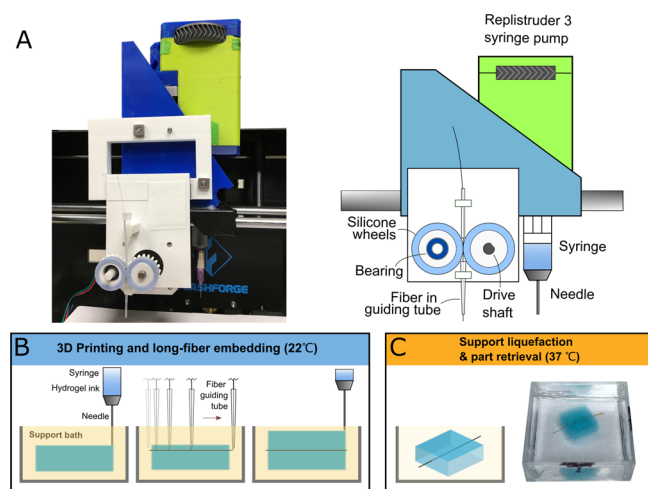 A
Replistruder 3
syringe pump
Silicone
wheels
Bearing
Fiber in
guiding tube
Drive
shaft
Syringe
Needle
ASHFORGE
B
3D Printing and long-fiber embedding (22℃)
Syringe
Hydrogel ink
Needle
Support bath
Fiber
guiding
tube
C
Support liquefaction
& part retrieval (37 ℃)